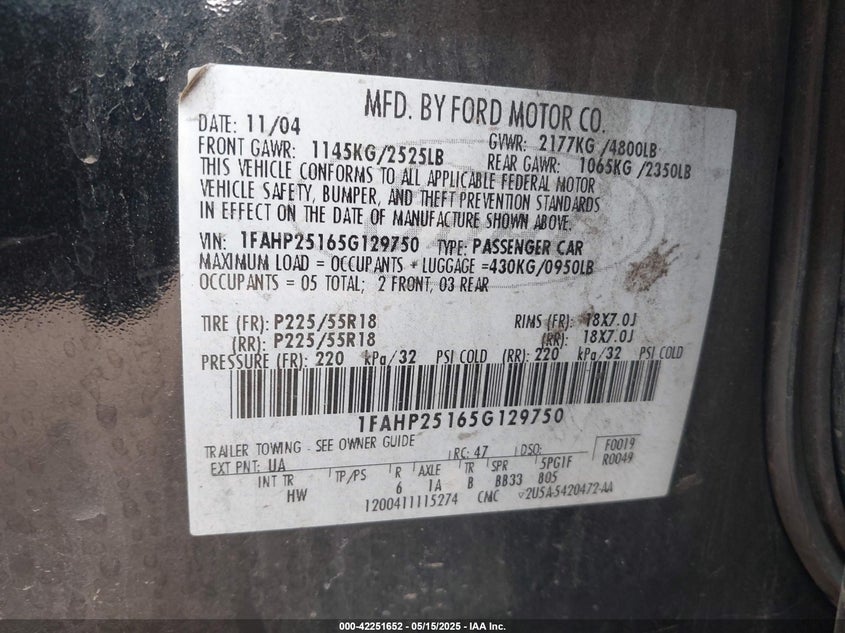 MFD. BY FORD MOTOR CO.
DATE: 11/04 GVWR: 2177KG /4800LB
FRONT GAWR: 1145KG/2525LB REAR GAWR: 1065KG /2350LB
THIS VEHICLE CONFORMS TO ALL APPLICABLE FEDERAL MOTOR
VEHICLE SAFETY, BUMPER, AND THEFT PREVENTION STANDARDS
IN EFFECT ON THE DATE OF MANUFACTURE SHOWN ABOVE.
VIN: 1FAHP25165G129750 TYPE: PASSENGER CAR
MAXIMUM LOAD = OCCUPANTS + LUGGAGE =430KG/0950LB
OCCUPANTS = 05 TOTAL; 2 FRONT, 03 REAR
TIRE (FR): P225/55R18 RIMS (FR): 18X7.0J
(RR): P225/55R18 (RR): 18X7.0J
PRESSURE (FR): 220 kPa/32 PSI COLD (RR): 220 kPa/32 PSI COLD
1FAHP25165G129750
TRAILER TOWING - SEE OWNER GUIDE
EXT PNT: UA RC: 47 DSO: F0019
R0049
INT TR TP/PS R AXLE TR SPR 5PG1F
HW 6 1A B BB33 805
1200411115274 CMC V2U5A-5420472-AA
000-42251652 - 05/15/2025 - IAA Inc.